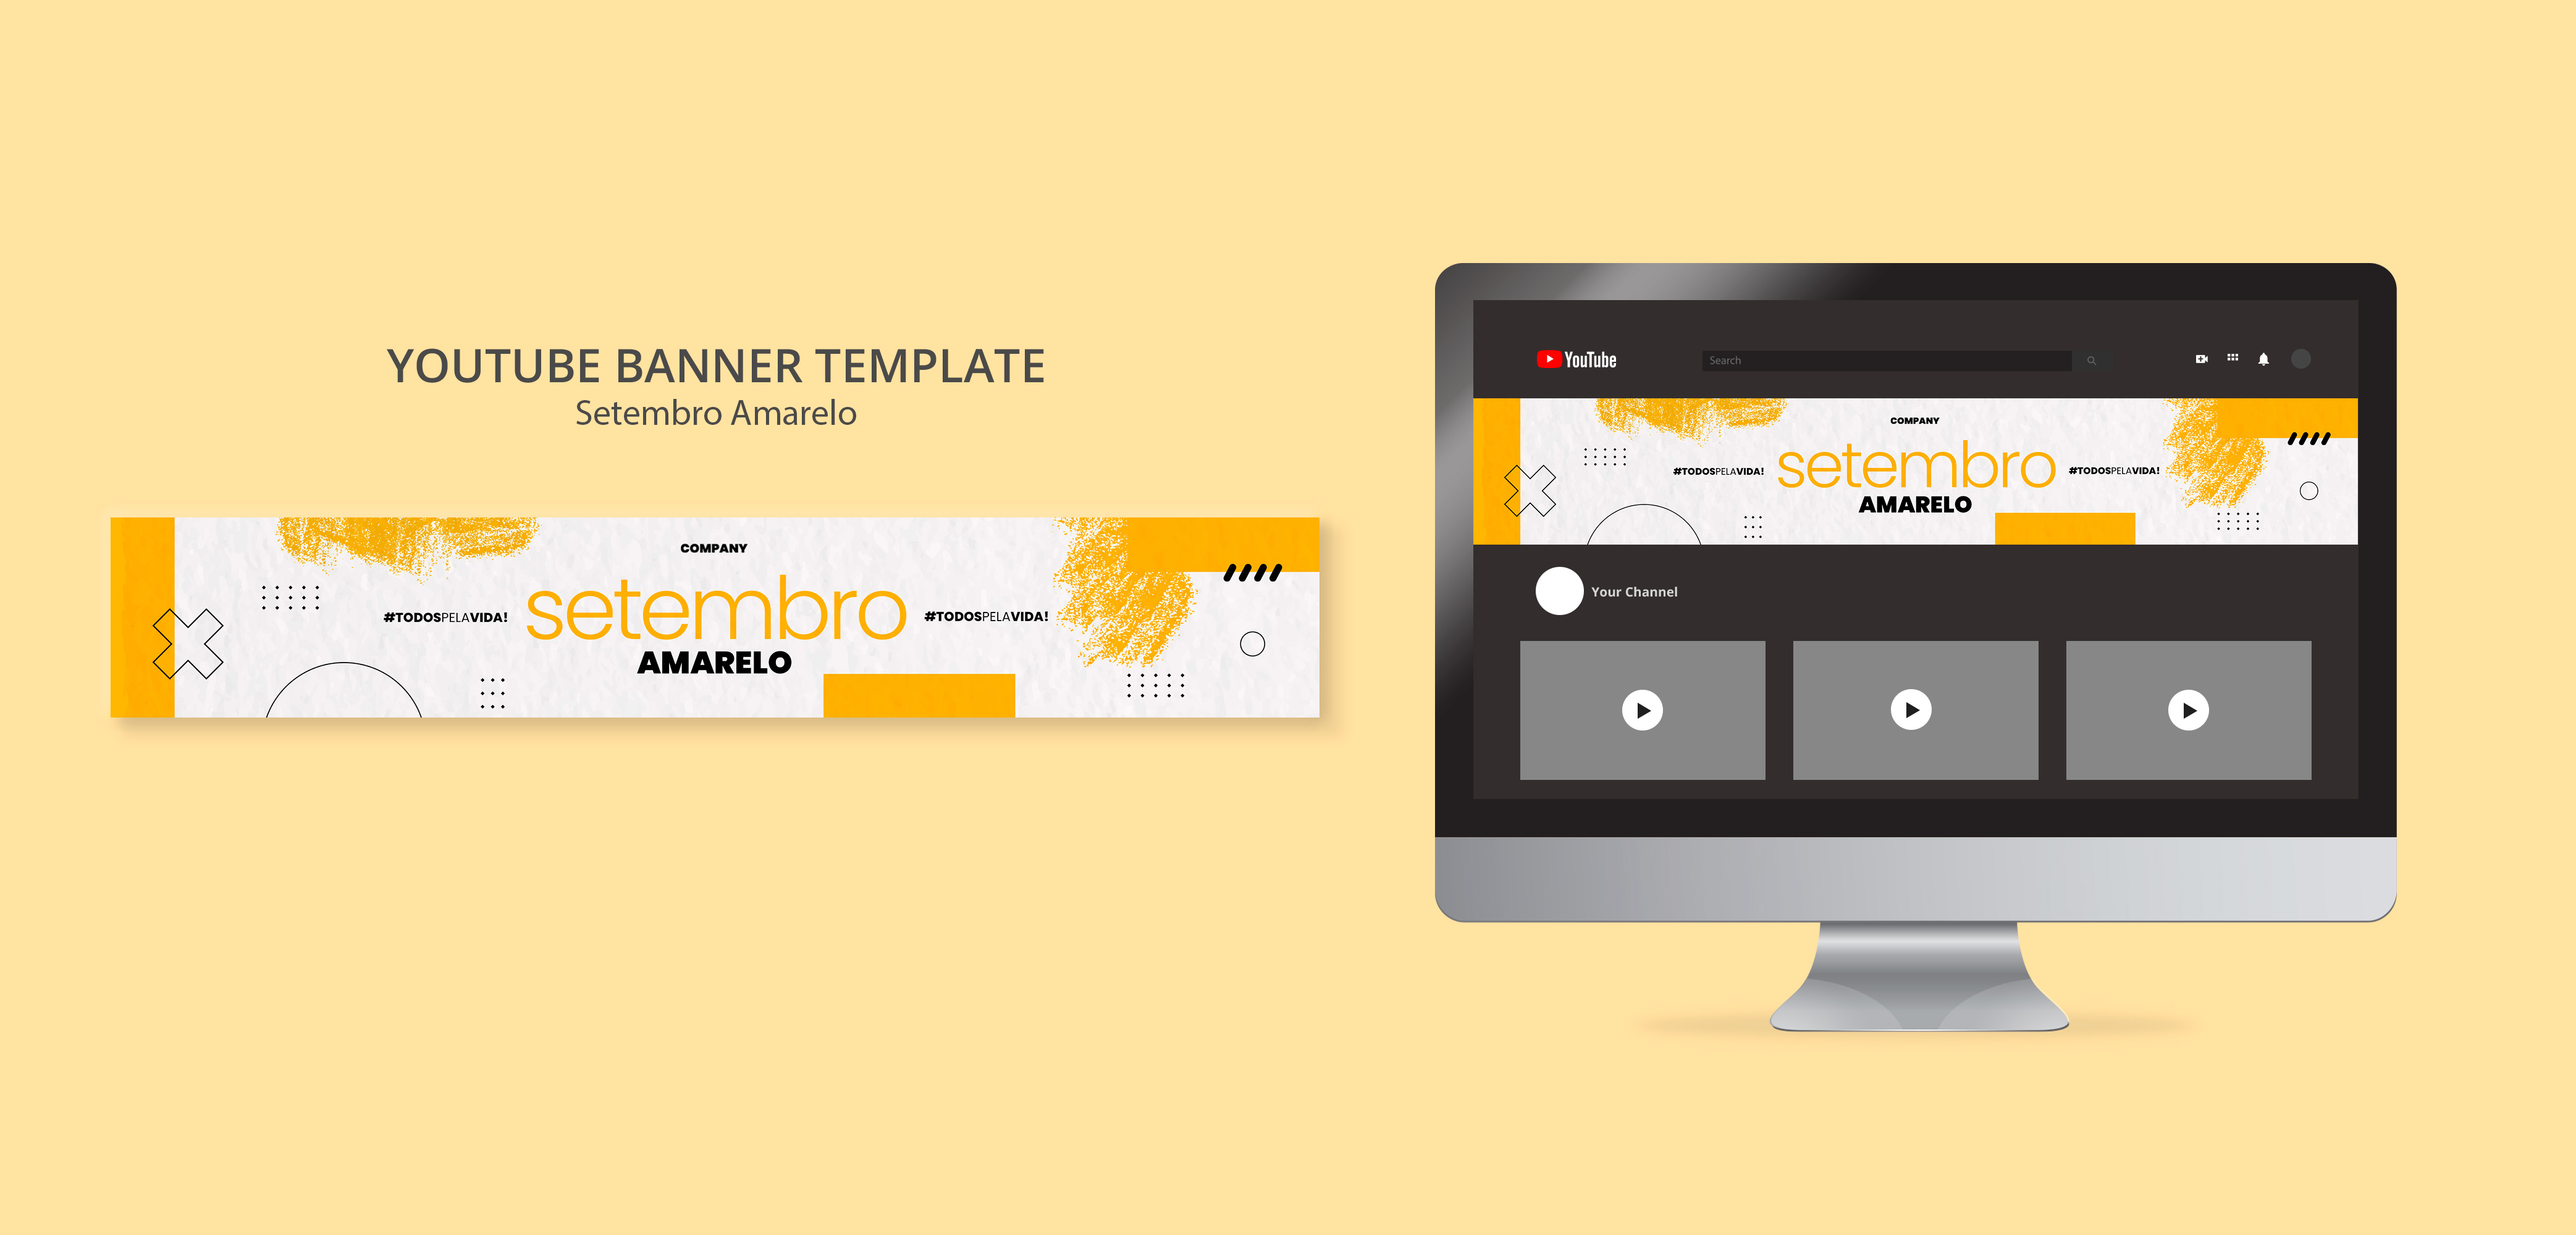 YOUTUBE BANNER TEMPLATE
Setembro Amarelo
COMPANY
#TODOSPELAVIDA! setembro #TODOSPELAVIDA!
AMARELO
YouTube Search
COMPANY
#TODOSPELAVIDA! setembro #TODOSPELAVIDA!
AMARELO
Your Channel